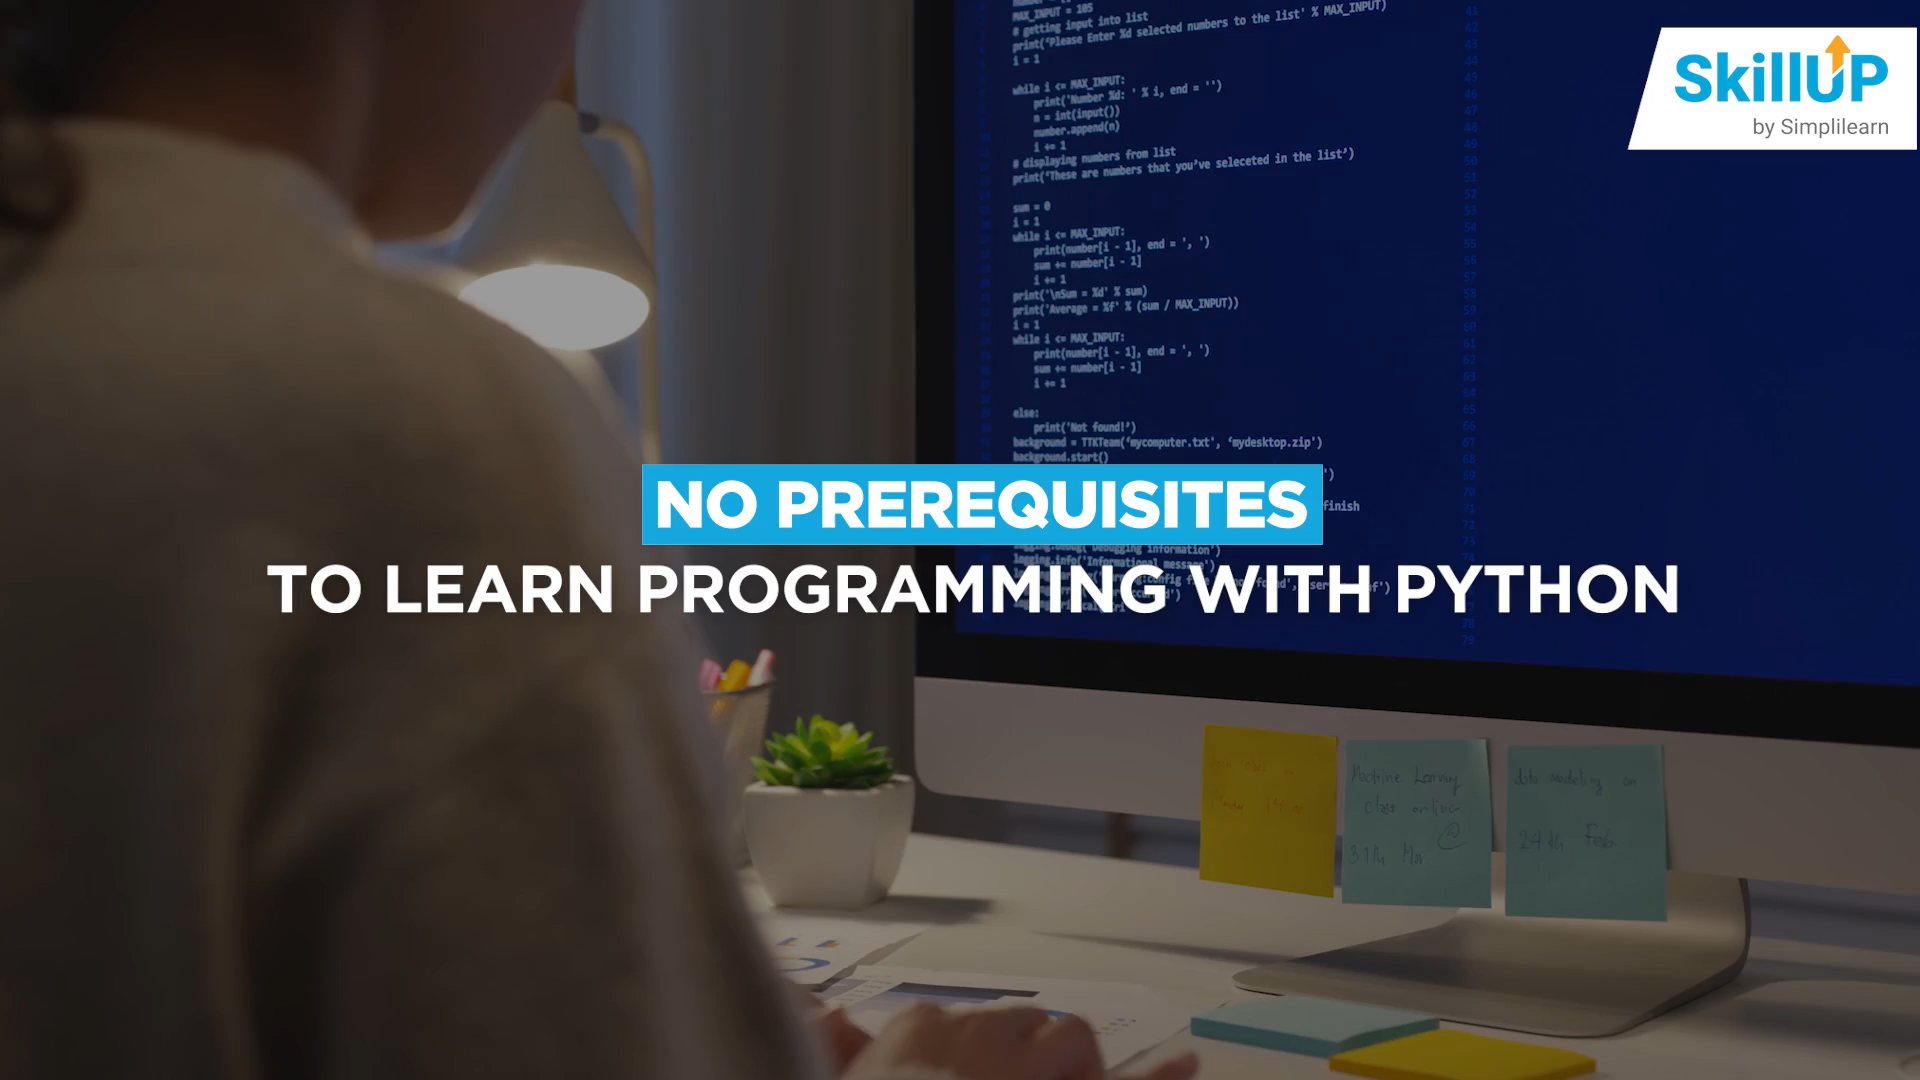 MAX_INPUT = 105
# getting input into list
print('Please Enter %d selected numbers to the list' % MAX_INPUT)
i = 1
while i <= MAX_INPUT:
print('Number %d: ' % i, end = '')
n = int(input())
number.append(n)
i += 1
# displaying numbers from list
print('These are numbers that you've seleceted in the list')
sum = 0
i = 1
while i <= MAX_INPUT:
print(number[i - 1], end = ', ')
sum += number[i - 1]
i += 1
print('\nSum = %d' % sum)
print('Average = %f' % (sum / MAX_INPUT))
i = 1
while i <= MAX_INPUT:
print(number[i - 1], end = ', ')
sum += number[i - 1]
i += 1
else:
print('Not found!')
background = TTKTeam('mycomputer.txt', 'mydesktop.zip')
background.start()
finish
SkillUP
by Simplilearn
NO PREREQUISITES
TO LEARN PROGRAMMING WITH PYTHON
Machine Learning
class
31th Mar
data modeling on
24th Feb